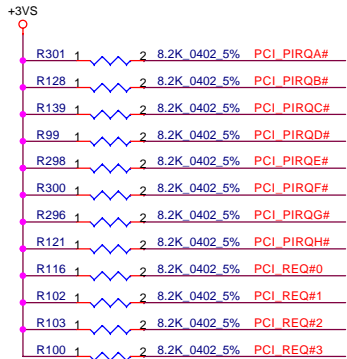 +3VS
R301 1 2 8.2K_0402_5% PCI_PIRQA#
R128 1 2 8.2K_0402_5% PCI_PIRQB#
R139 1 2 8.2K_0402_5% PCI_PIRQC#
R99 1 2 8.2K_0402_5% PCI_PIRQD#
R298 1 2 8.2K_0402_5% PCI_PIRQE#
R300 1 2 8.2K_0402_5% PCI_PIRQF#
R296 1 2 8.2K_0402_5% PCI_PIRQG#
R121 1 2 8.2K_0402_5% PCI_PIRQH#
R116 1 2 8.2K_0402_5% PCI_REQ#0
R102 1 2 8.2K_0402_5% PCI_REQ#1
R103 1 2 8.2K_0402_5% PCI_REQ#2
R100 1 2 8.2K_0402_5% PCI_REQ#3